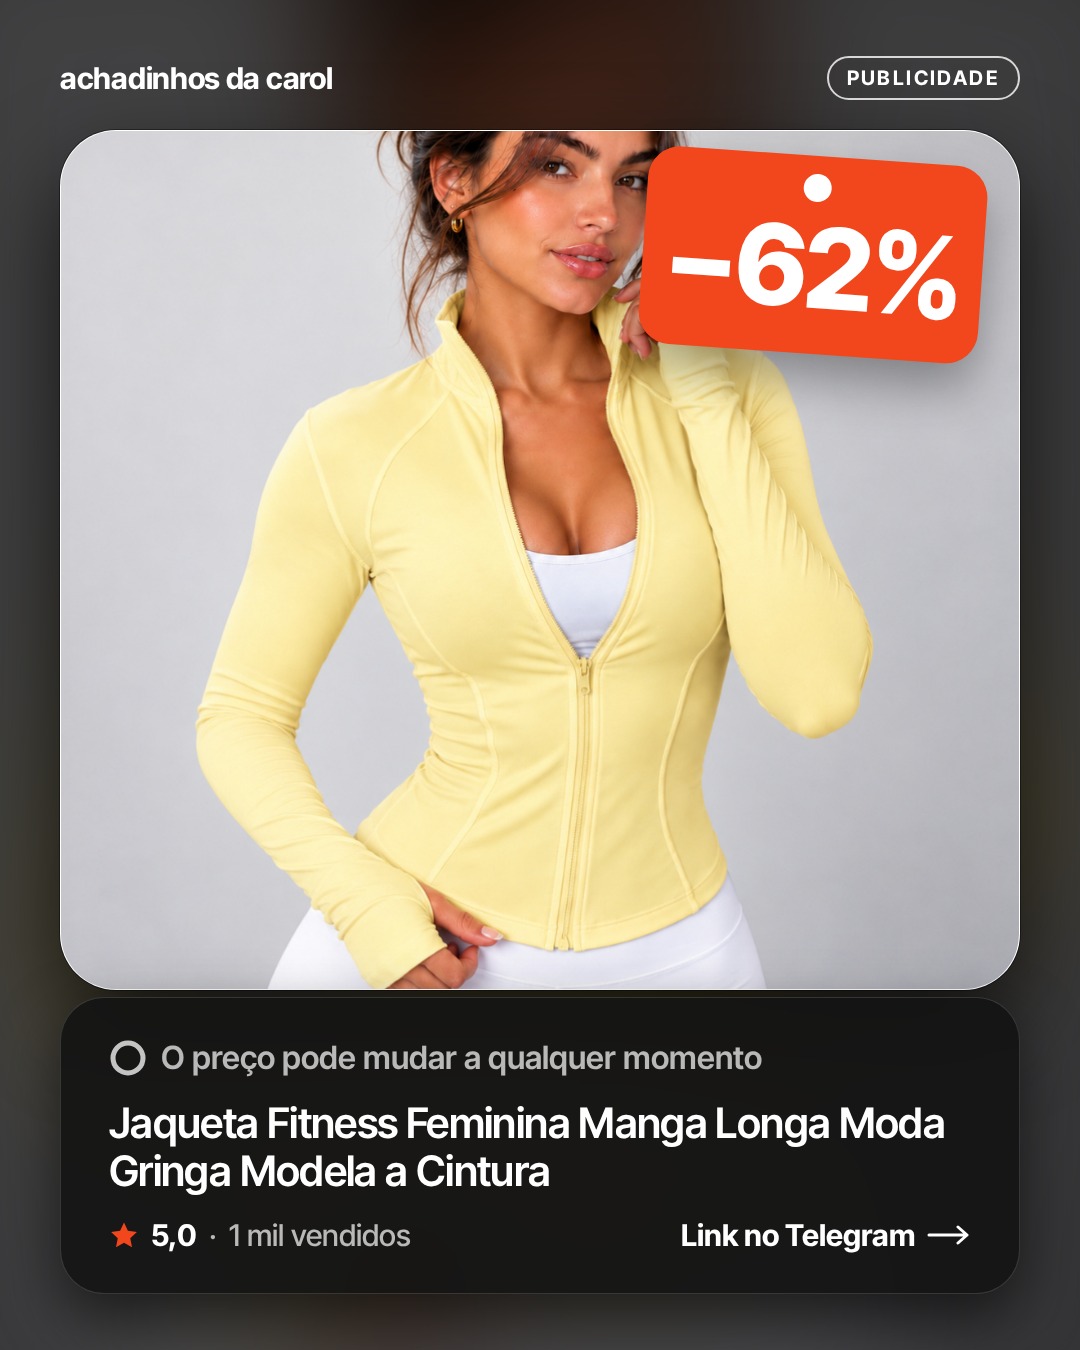 achadinhos da carol
PUBLICIDADE
–62%
O preço pode mudar a qualquer momento
Jaqueta Fitness Feminina Manga Longa Moda
Gringa Modela a Cintura
5,0 · 1 mil vendidos
Link no Telegram →